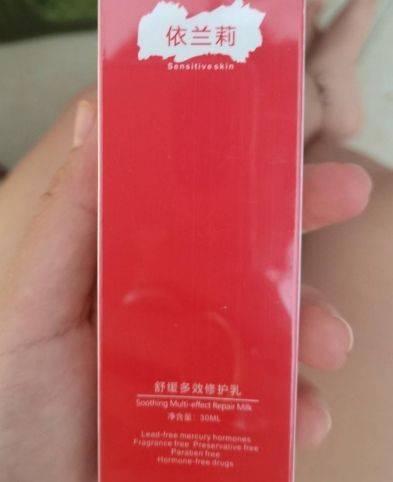 依兰莉
Sensitive skin
舒缓多效修护乳
Soothing Multi-effect Repair Milk
净含量：30ML
Lead-free mercury hormones
Fragrance free Preservative free
Paraben free
Hormone-free drugs